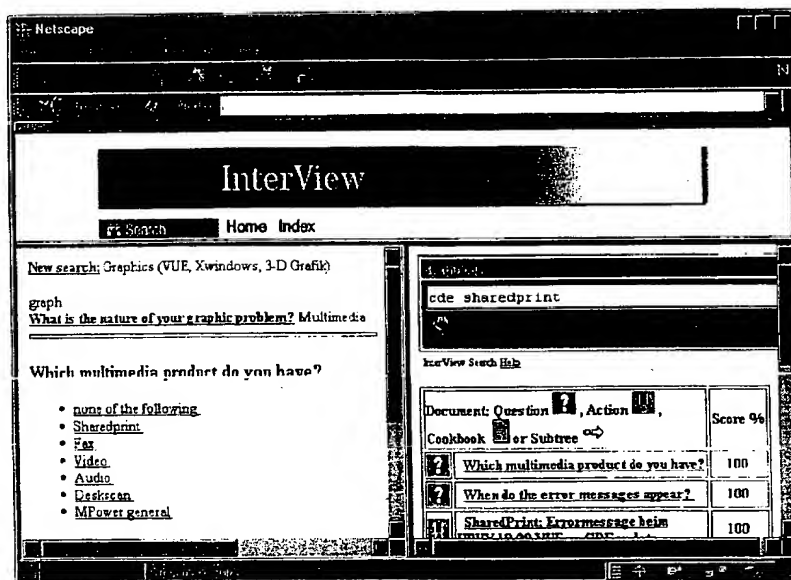 Netscape
InterView
Search Home Index
New search: Graphics (VUE, Xwindows, 3-D Grafik)
graph
What is the nature of your graphic problem? Multimedia
Which multimedia product do you have?
none of the following
Sharedprint
Fax
Video
Audio
Deskscan
MPower general
cde sharedprint
InterView Search Help
Document: Question ?, Action , Score %
Cookbook or Subtree
? Which multimedia product do you have? 100
? When do the error messages appear? 100
SharedPrint: Errormessage beim 100